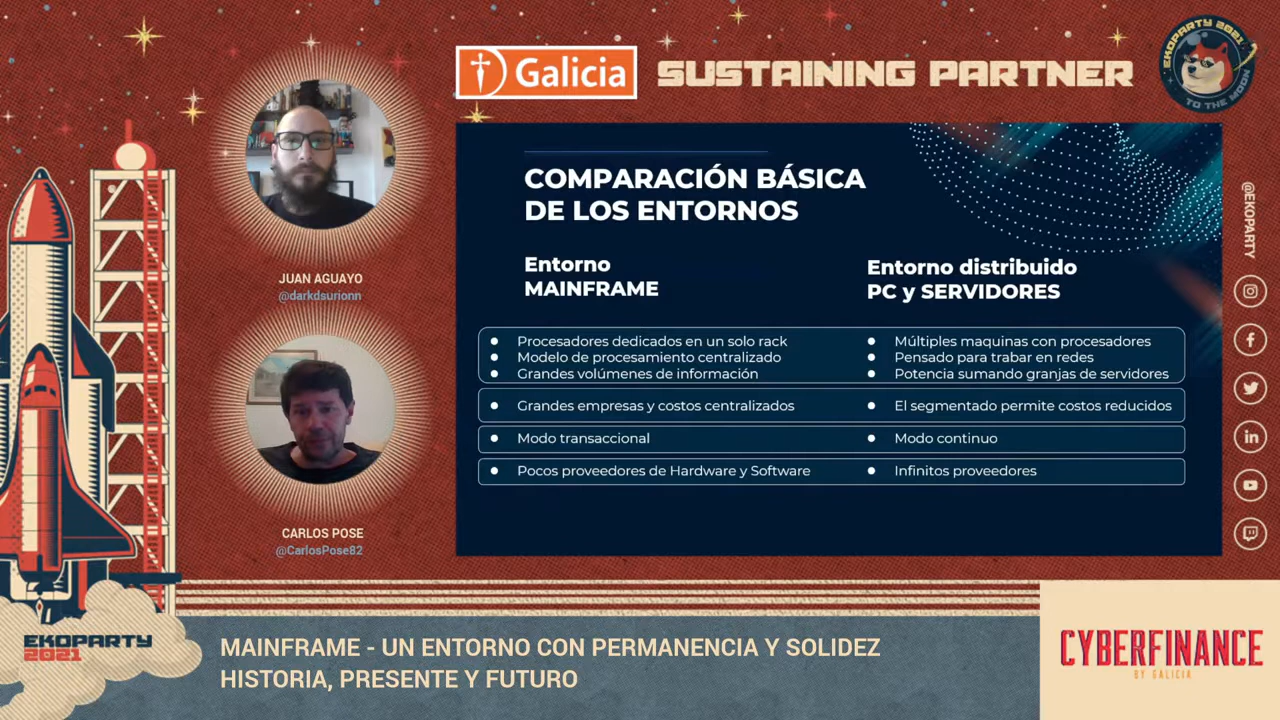 Galicia
SUSTAINING PARTNER
EKOPARTY 2021
TO THE MOON
@EKOPARTY
JUAN AGUAYO
@darkdsurionn
CARLOS POSE
@CarlosPose82
COMPARACIÓN BÁSICA
DE LOS ENTORNOS
Entorno
MAINFRAME
Entorno distribuido
PC y SERVIDORES
Procesadores dedicados en un solo rack
Modelo de procesamiento centralizado
Grandes volúmenes de información
Múltiples maquinas con procesadores
Pensado para trabar en redes
Potencia sumando granjas de servidores
Grandes empresas y costos centralizados
El segmentado permite costos reducidos
Modo transaccional
Modo continuo
Pocos proveedores de Hardware y Software
Infinitos proveedores
EKOPARTY
2021
MAINFRAME - UN ENTORNO CON PERMANENCIA Y SOLIDEZ
HISTORIA, PRESENTE Y FUTURO
CYBERFINANCE
BY GALICIA